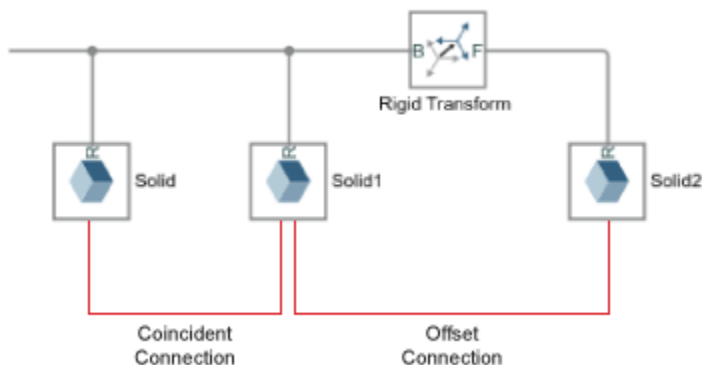 B F
Rigid Transform
R
Solid
R
Solid1
R
Solid2
Coincident
Connection
Offset
Connection